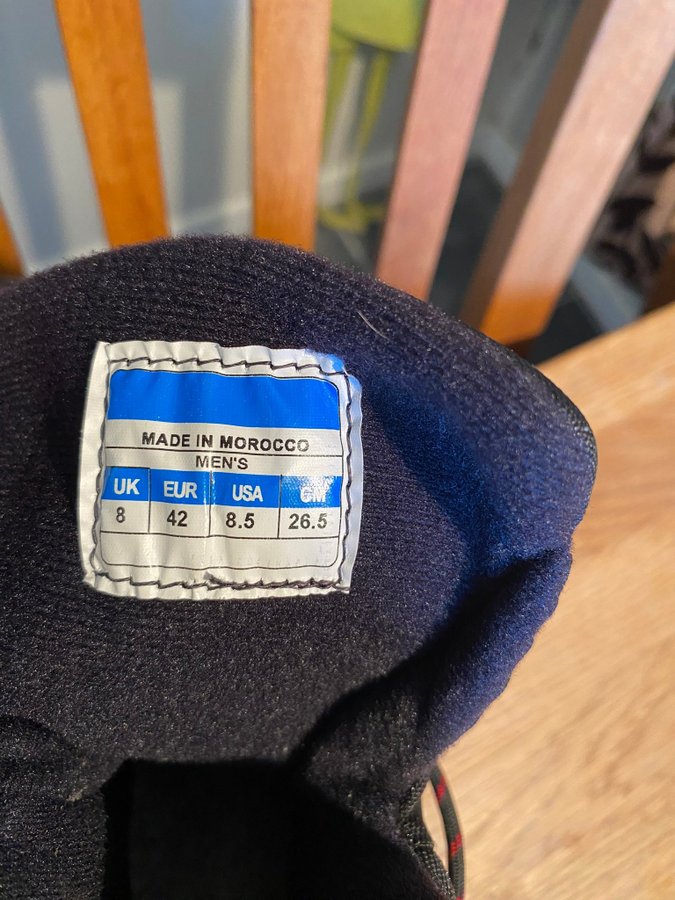 MADE IN MOROCCO
MEN'S
UK EUR USA CM
8 42 8.5 26.5